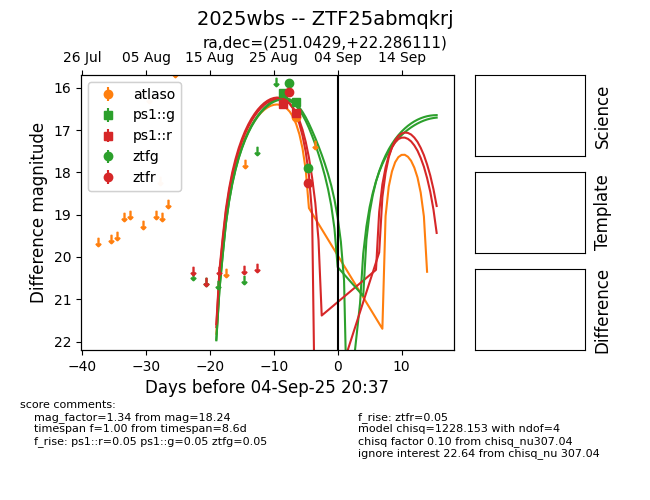 2025wbs -- ZTF25abmqkrj
ra,dec=(251.0429,+22.286111)
26 Jul 05 Aug 15 Aug 25 Aug 04 Sep 14 Sep
16
17
18
19
20
21
22
Difference magnitude
atlaso
ps1::g
ps1::r
ztfg
ztfr
−40 −30 −20 −10 0 10
Days before 04-Sep-25 20:37
Science
Template
Difference
score comments:
mag_factor=1.34 from mag=18.24
timespan f=1.00 from timespan=8.6d
f_rise: ps1::r=0.05 ps1::g=0.05 ztfg=0.05
f_rise: ztfr=0.05
model chisq=1228.153 with ndof=4
chisq factor 0.10 from chisq_nu307.04
ignore interest 22.64 from chisq_nu 307.04